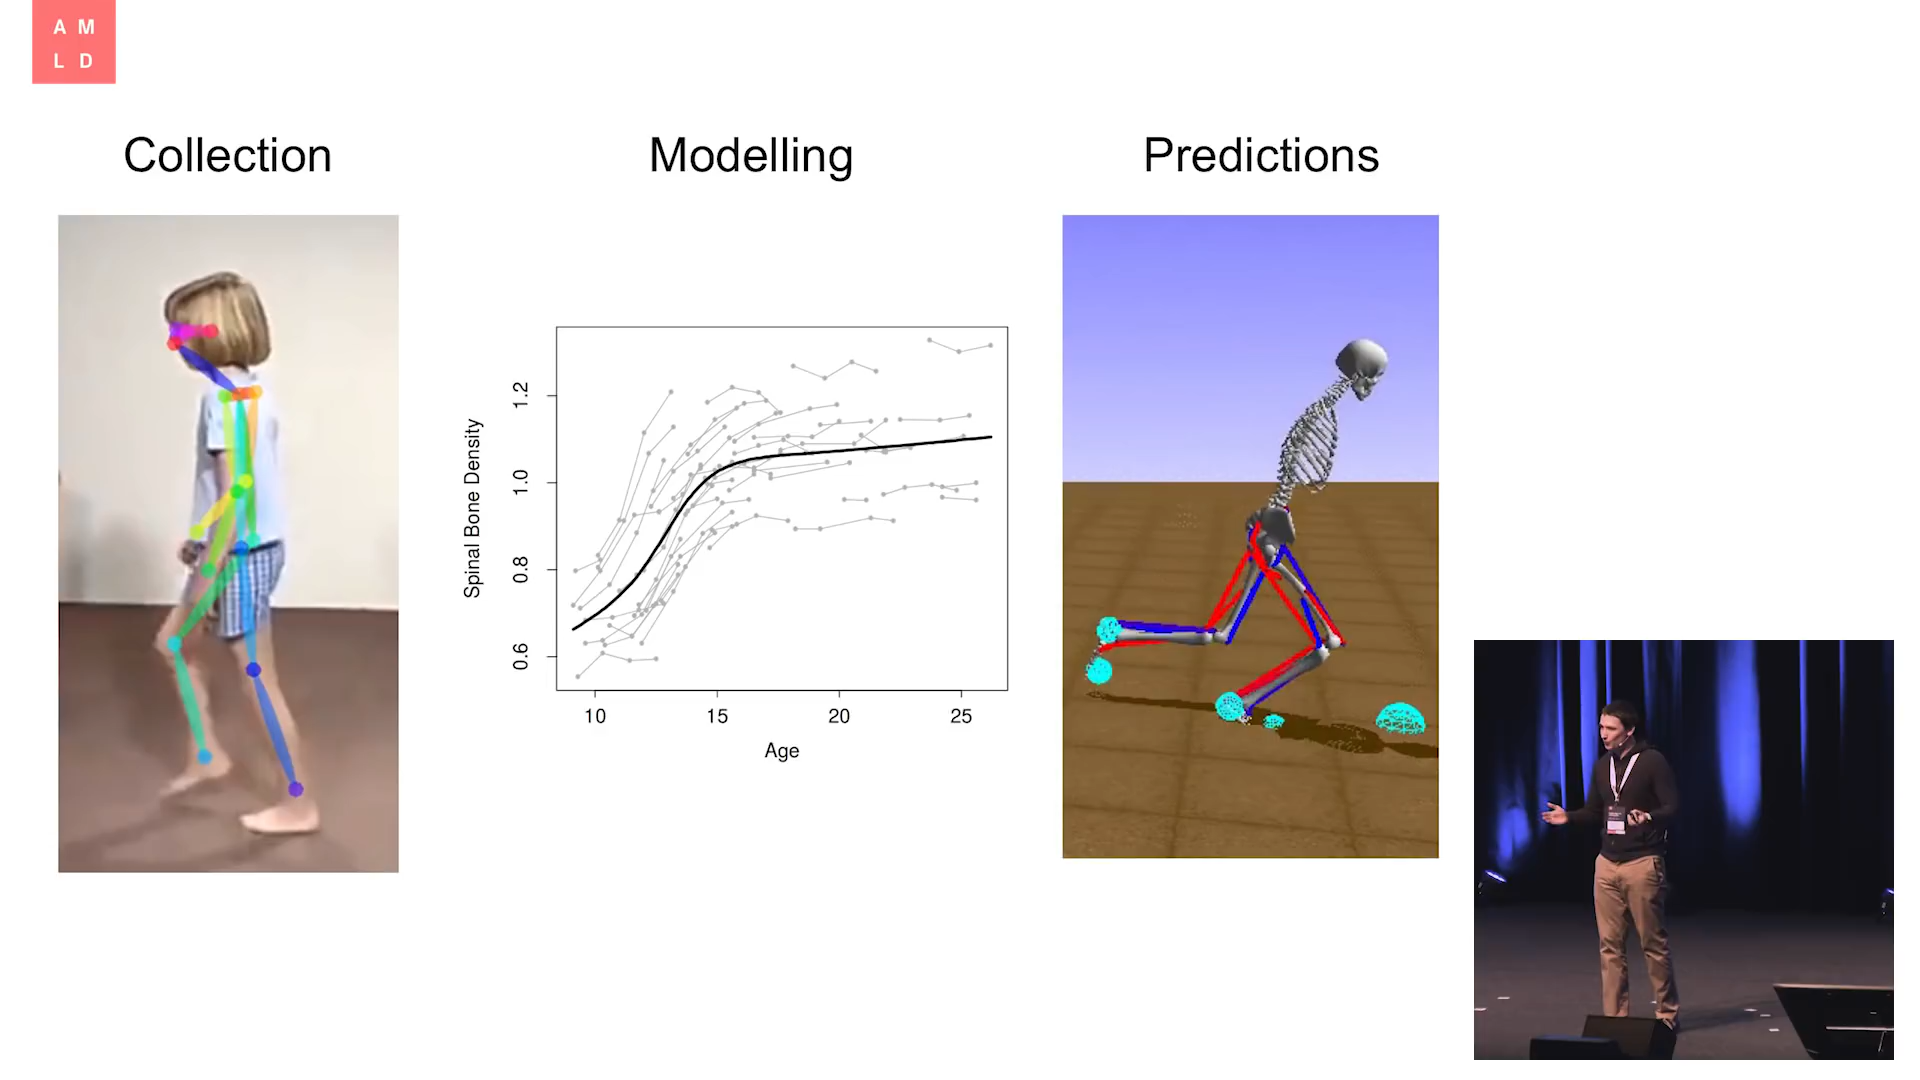 A M
L D
Collection
Modelling
Predictions
Spinal Bone Density
1.2
1.0
0.8
0.6
10 15 20 25
Age